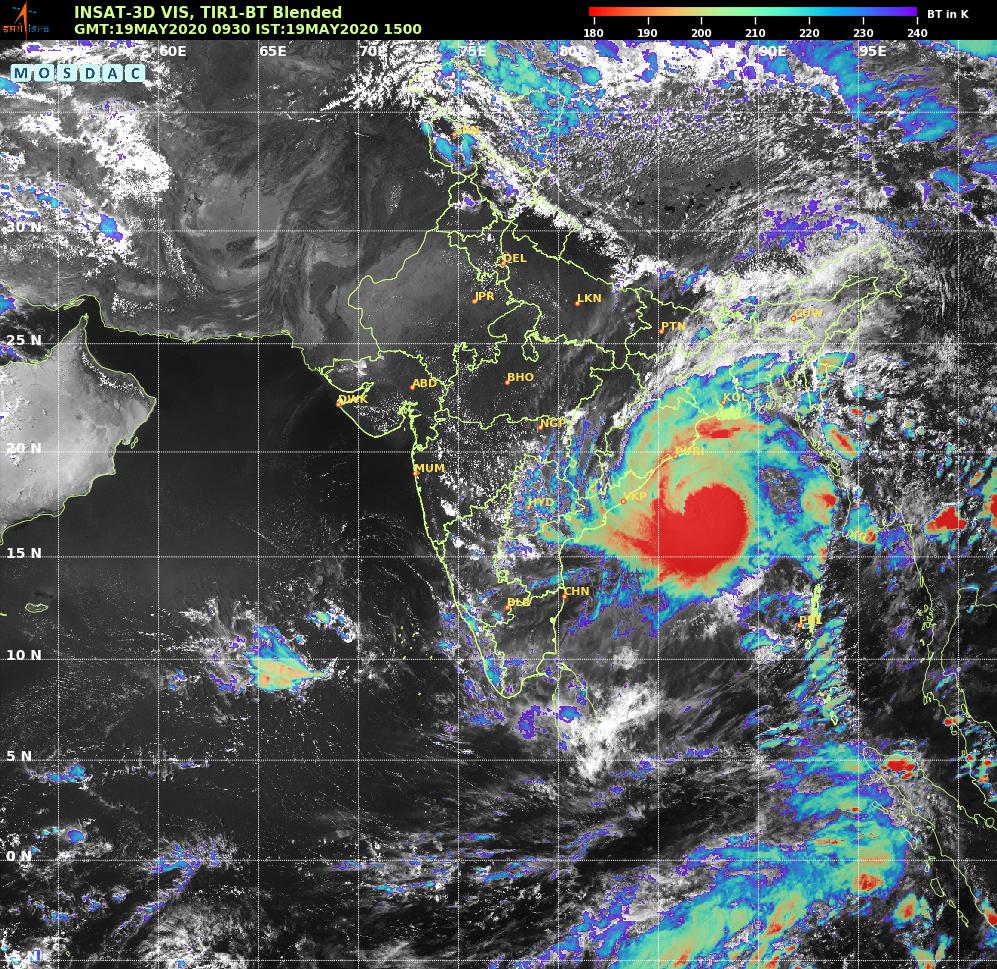 INSAT-3D VIS, TIR1-BT Blended
GMT:19MAY2020 0930 IST:19MAY2020 1500
BT in K
180 190 200 210 220 230 240
60E 65E 70E 75E 80E 90E 95E
MOSDAC
SRN
30 N
DEL
JPR LKN
GUW
PTN
25 N
BHO
ABD
DWK KOL
NGP
20 N PURI
MUM
VKP
HYD
15 N
CHN
BLR
PBL
10 N
5 N
0 N
5 N